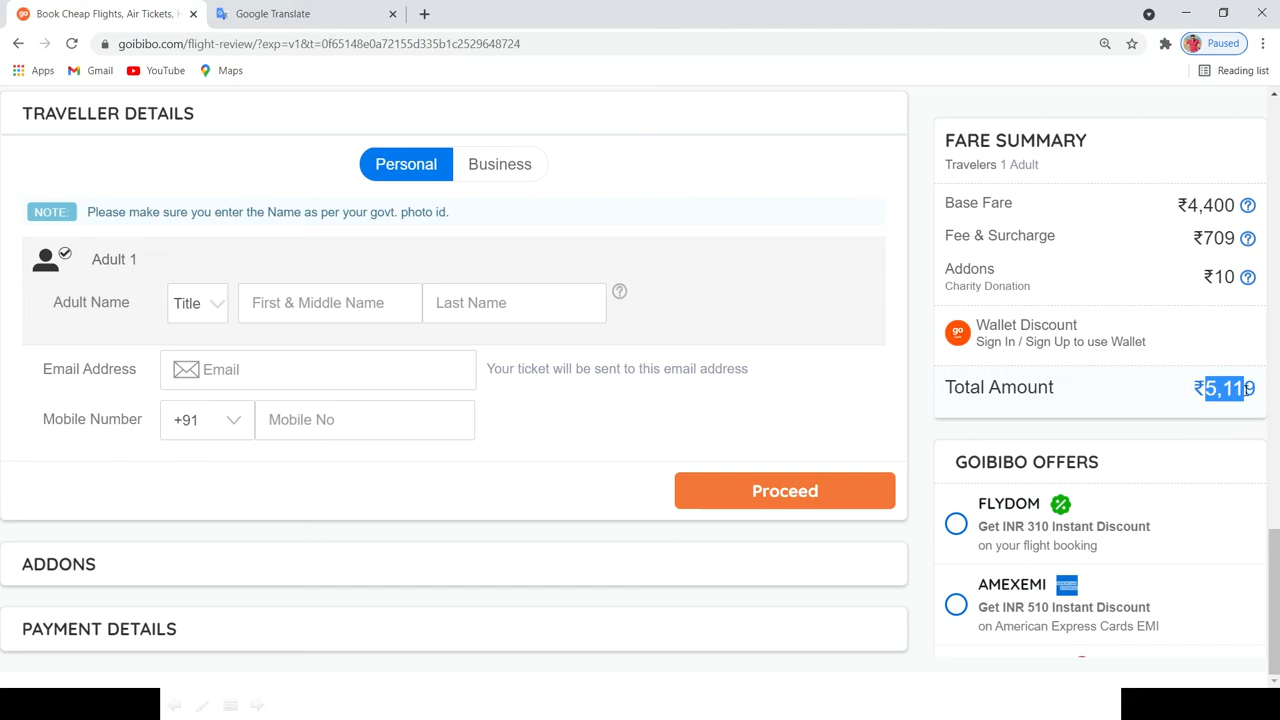 Book Cheap Flights, Air Tickets, H
Google Translate
goibibo.com/flight-review/?exp=v1&t=0f65148e0a72155d335b1c2529648724
Paused
Apps
Gmail
YouTube
Maps
Reading list
TRAVELLER DETAILS
Personal
Business
NOTE: Please make sure you enter the Name as per your govt. photo id.
Adult 1
Adult Name
Title
First & Middle Name
Last Name
Email Address
Email
Your ticket will be sent to this email address
Mobile Number
+91
Mobile No
Proceed
ADDONS
PAYMENT DETAILS
FARE SUMMARY
Travelers 1 Adult
Base Fare ₹4,400
Fee & Surcharge ₹709
Addons ₹10
Charity Donation
go
Wallet Discount
Sign In / Sign Up to use Wallet
Total Amount ₹5,119
GOIBIBO OFFERS
FLYDOM
Get INR 310 Instant Discount
on your flight booking
AMEXEMI
Get INR 510 Instant Discount
on American Express Cards EMI